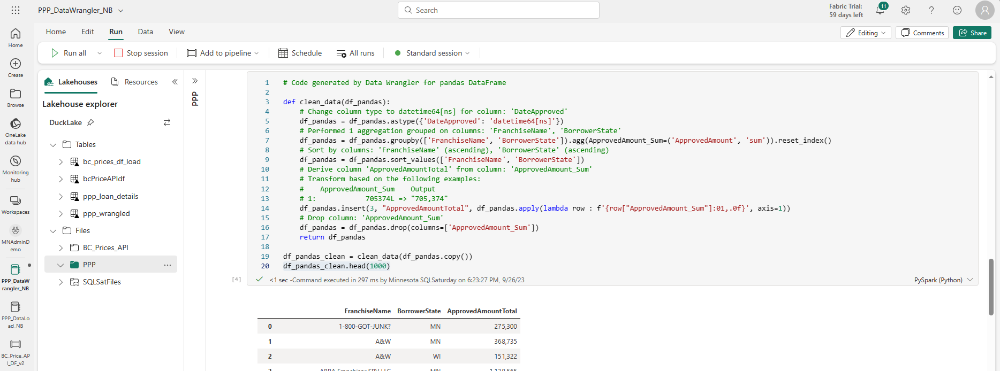 PPP_DataWrangler_NB
Search
Fabric Trial:
59 days left
11
Home
Edit
Run
Data
View
Editing
Comments
Share
Run all
Stop session
Add to pipeline
Schedule
All runs
Standard session
Home
Create
Browse
OneLake
data hub
Monitoring
hub
Workspaces
MNAdminD
emo
PPP_DataW
rangler_NB
PPP_DataLo
ad_NB
BC_Price_AP
I_DF_v2
Lakehouses
Resources
Lakehouse explorer
DuckLake
Tables
bc_prices_df_load
bcPriceAPIdf
ppp_loan_details
ppp_wrangled
Files
BC_Prices_API
PPP
SQLSatFiles
PPP
1 # Code generated by Data Wrangler for pandas DataFrame
2
3 def clean_data(df_pandas):
4     # Change column type to datetime64[ns] for column: 'DateApproved'
5     df_pandas = df_pandas.astype({'DateApproved': 'datetime64[ns]'})
6     # Performed 1 aggregation grouped on columns: 'FranchiseName', 'BorrowerState'
7     df_pandas = df_pandas.groupby(['FranchiseName', 'BorrowerState']).agg(ApprovedAmount_Sum=('ApprovedAmount', 'sum')).reset_index()
8     # Sort by columns: 'FranchiseName' (ascending), 'BorrowerState' (ascending)
9     df_pandas = df_pandas.sort_values(['FranchiseName', 'BorrowerState'])
10     # Derive column 'ApprovedAmountTotal' from column: 'ApprovedAmount_Sum'
11     # Transform based on the following examples:
12     #    ApprovedAmount_Sum    Output
13     # 1:            705374L => "705,374"
14     df_pandas.insert(3, "ApprovedAmountTotal", df_pandas.apply(lambda row : f'{row["ApprovedAmount_Sum"]:01,.0f}', axis=1))
15     # Drop column: 'ApprovedAmount_Sum'
16     df_pandas = df_pandas.drop(columns=['ApprovedAmount_Sum'])
17     return df_pandas
18
19 df_pandas_clean = clean_data(df_pandas.copy())
20 df_pandas_clean.head(1000)
[4]
<1 sec -Command executed in 297 ms by Minnesota SQLSaturday on 6:23:27 PM, 9/26/23
PySpark (Python)
FranchiseName BorrowerState ApprovedAmountTotal
0 1-800-GOT-JUNK? MN 275,300
1 A&W MN 368,735
2 A&W WI 151,322